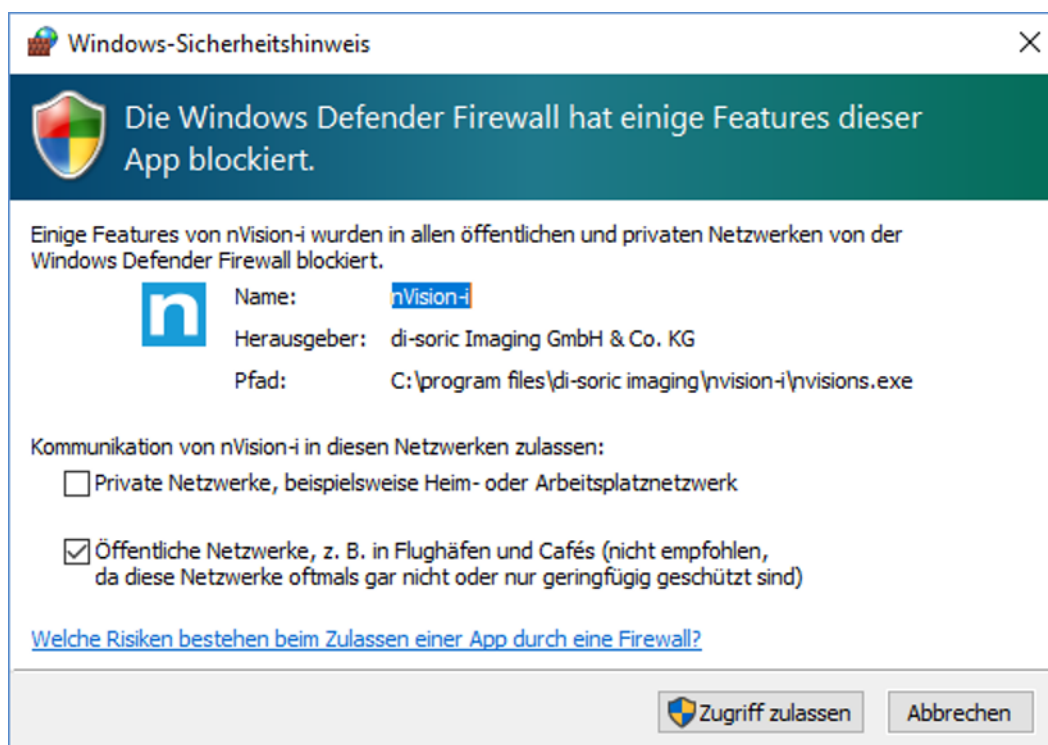 Windows-Sicherheitshinweis
Die Windows Defender Firewall hat einige Features dieser
App blockiert.
Einige Features von nVision-i wurden in allen öffentlichen und privaten Netzwerken von der
Windows Defender Firewall blockiert.
n
Name: nVision-i
Herausgeber: di-soric Imaging GmbH & Co. KG
Pfad: C:\program files\di-soric imaging\nvision-i\nvisions.exe
Kommunikation von nVision-i in diesen Netzwerken zulassen:
Private Netzwerke, beispielsweise Heim- oder Arbeitsplatznetzwerk
Öffentliche Netzwerke, z. B. in Flughäfen und Cafés (nicht empfohlen,
da diese Netzwerke oftmals gar nicht oder nur geringfügig geschützt sind)
Welche Risiken bestehen beim Zulassen einer App durch eine Firewall?
Zugriff zulassen Abbrechen